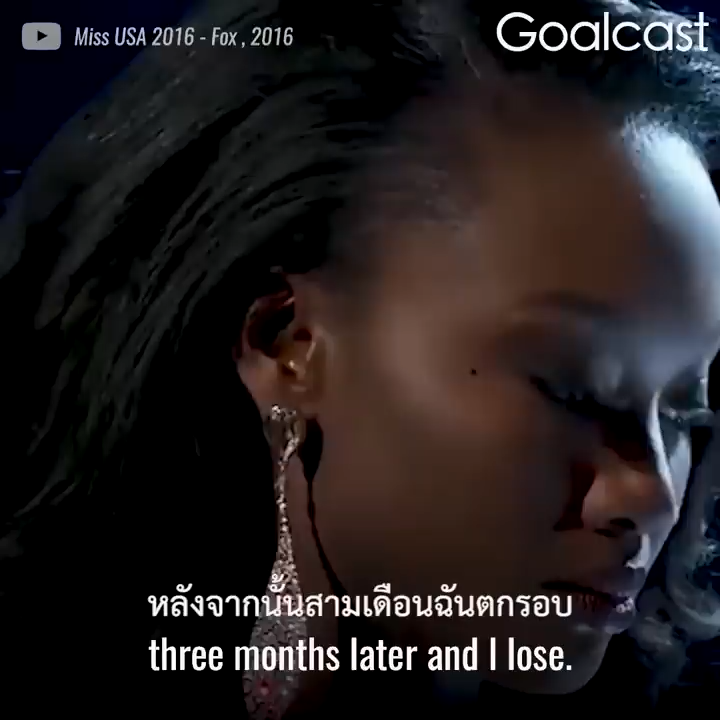 Miss USA 2016 - Fox , 2016
Goalcast
หลังจากนั้นสามเดือนฉันตกรอบ
three months later and I lose.